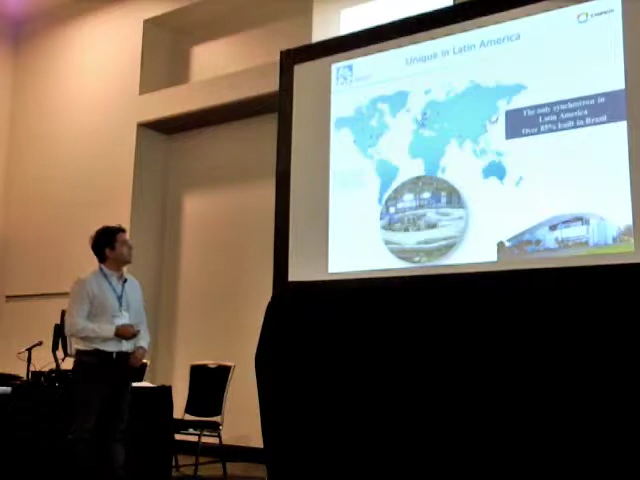 Unique in Latin America
The only synchrotron in
Latin America
Over 85% built in Brazil